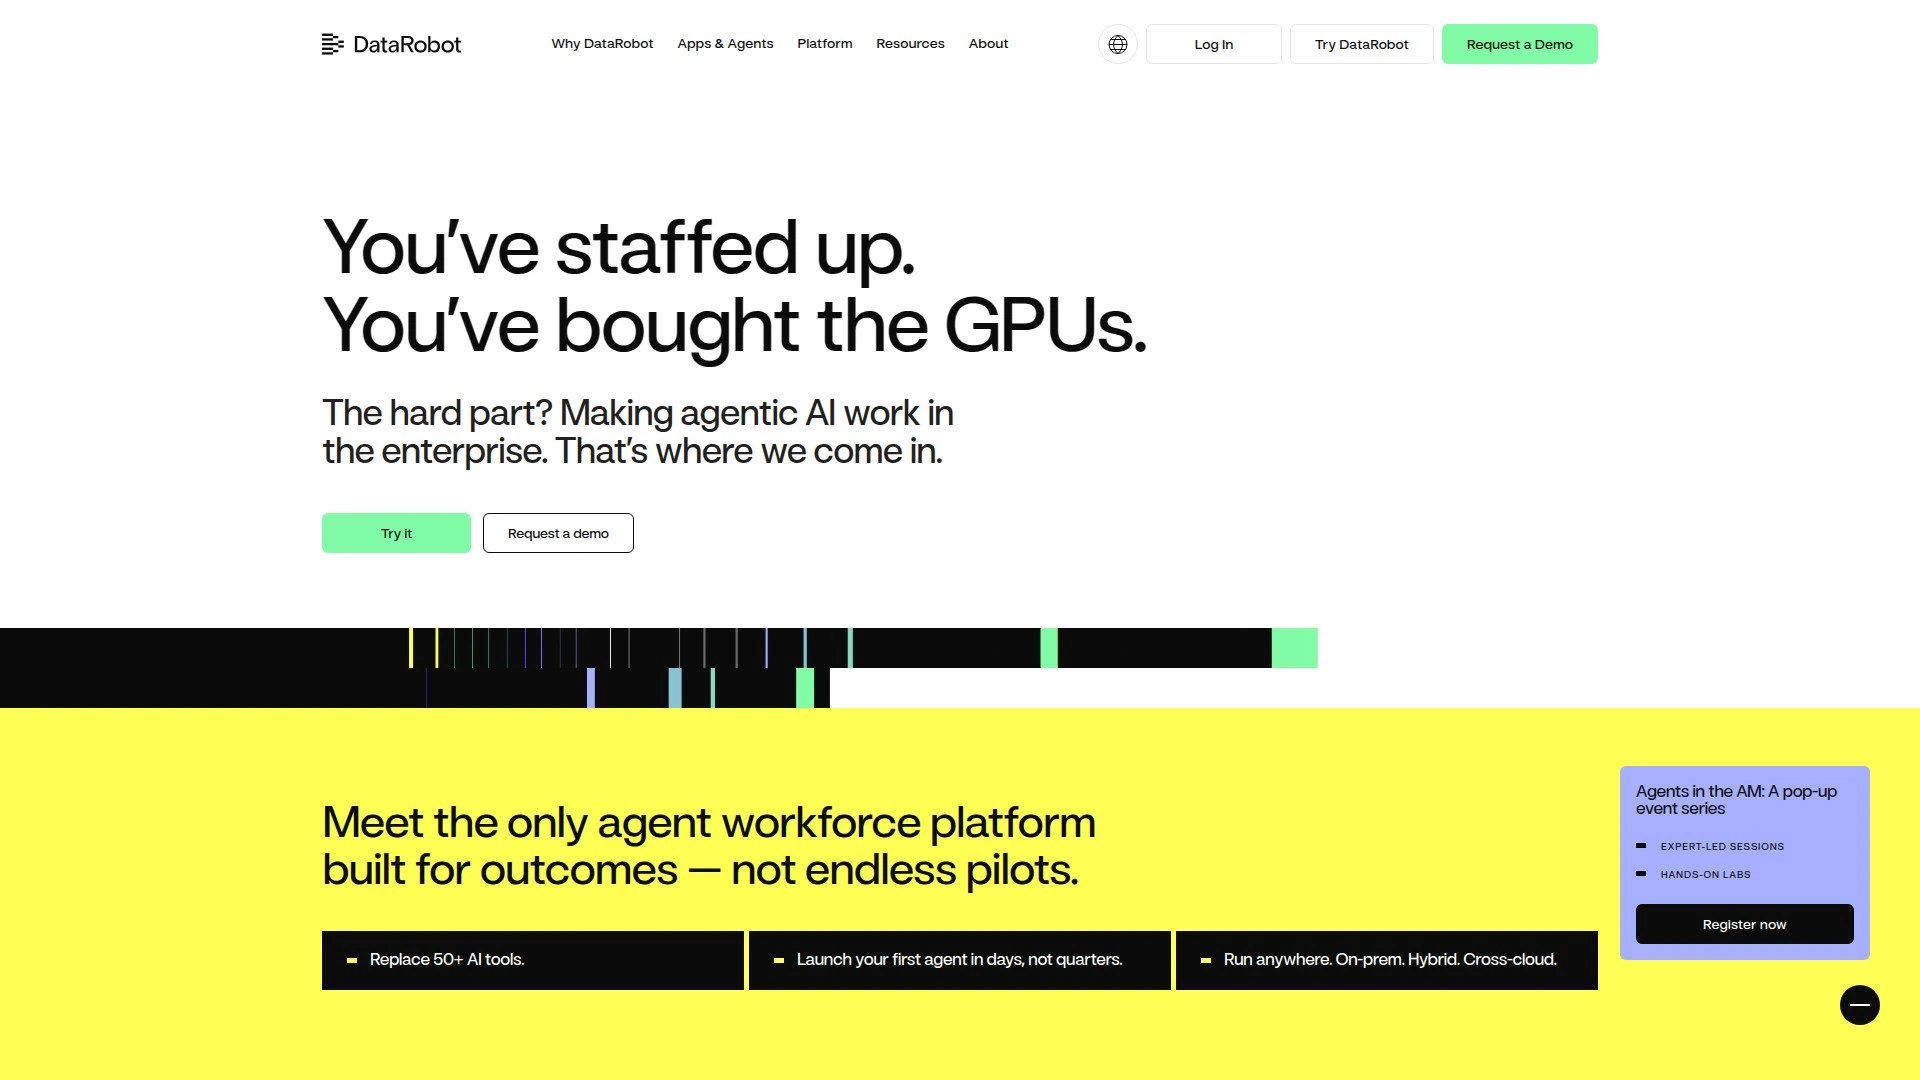 DataRobot
Why DataRobot
Apps & Agents
Platform
Resources
About
Log In
Try DataRobot
Request a Demo
You’ve staffed up.
You’ve bought the GPUs.
The hard part? Making agentic AI work in
the enterprise. That’s where we come in.
Try it
Request a demo
Meet the only agent workforce platform
built for outcomes — not endless pilots.
Replace 50+ AI tools.
Launch your first agent in days, not quarters.
Run anywhere. On-prem. Hybrid. Cross-cloud.
Agents in the AM: A pop-up
event series
EXPERT-LED SESSIONS
HANDS-ON LABS
Register now